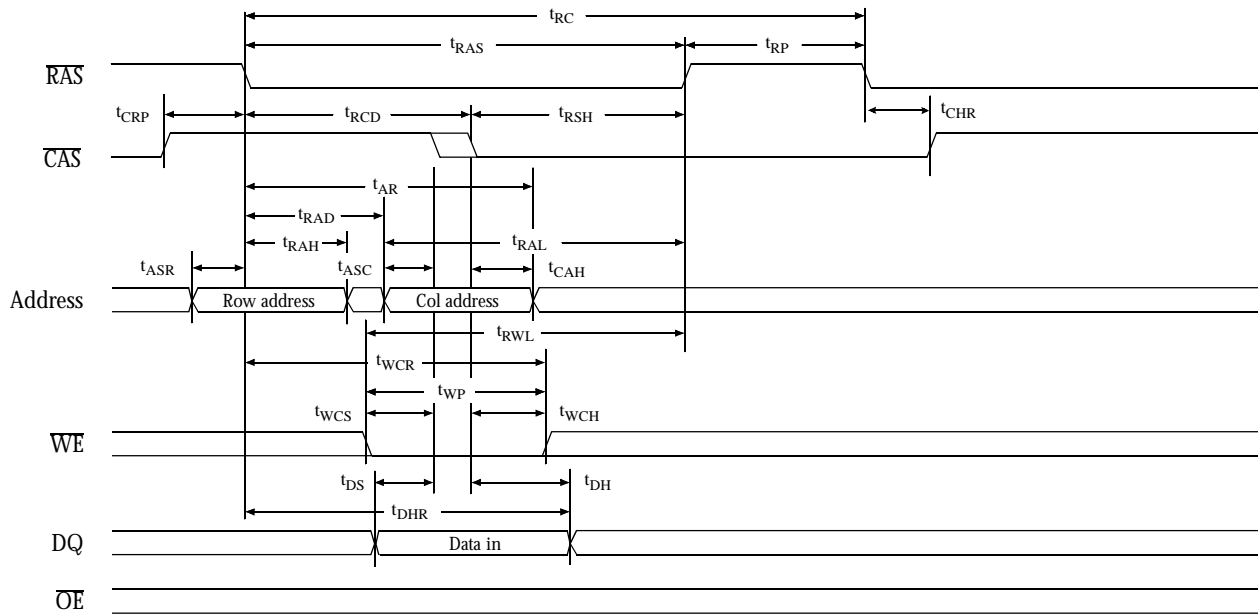 tRC
tRAS
tRP
RAS
tCRP
tRCD
tRSH
tCHR
CAS
tAR
tRAD
tRAH
tRAL
tASR
tASC
tCAH
Address
Row address
Col address
tRWL
tWCR
tWP
tWCS
tWCH
WE
tDS
tDH
tDHR
DQ
Data in
OE